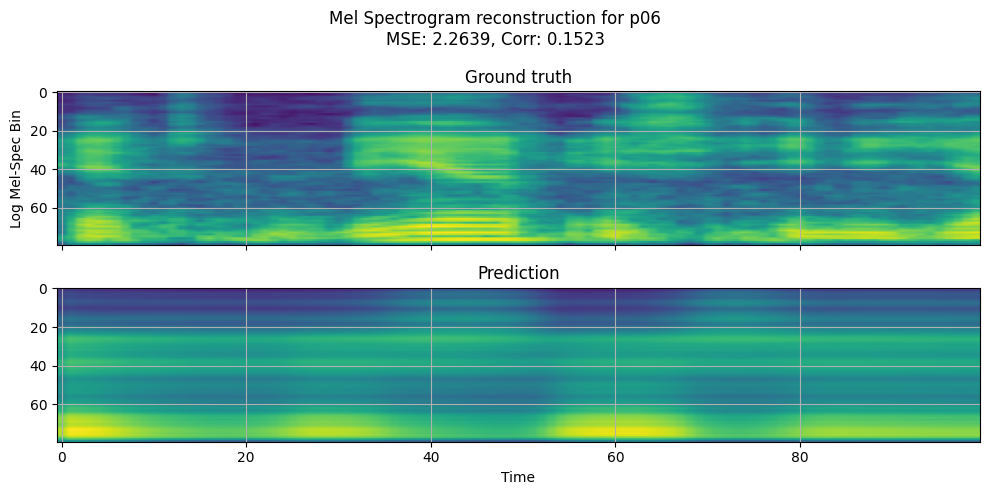 Mel Spectrogram reconstruction for p06
MSE: 2.2639, Corr: 0.1523
Ground truth
0
20
40
60
Log Mel-Spec Bin
Prediction
0
20
40
60
0 20 40 60 80
Time